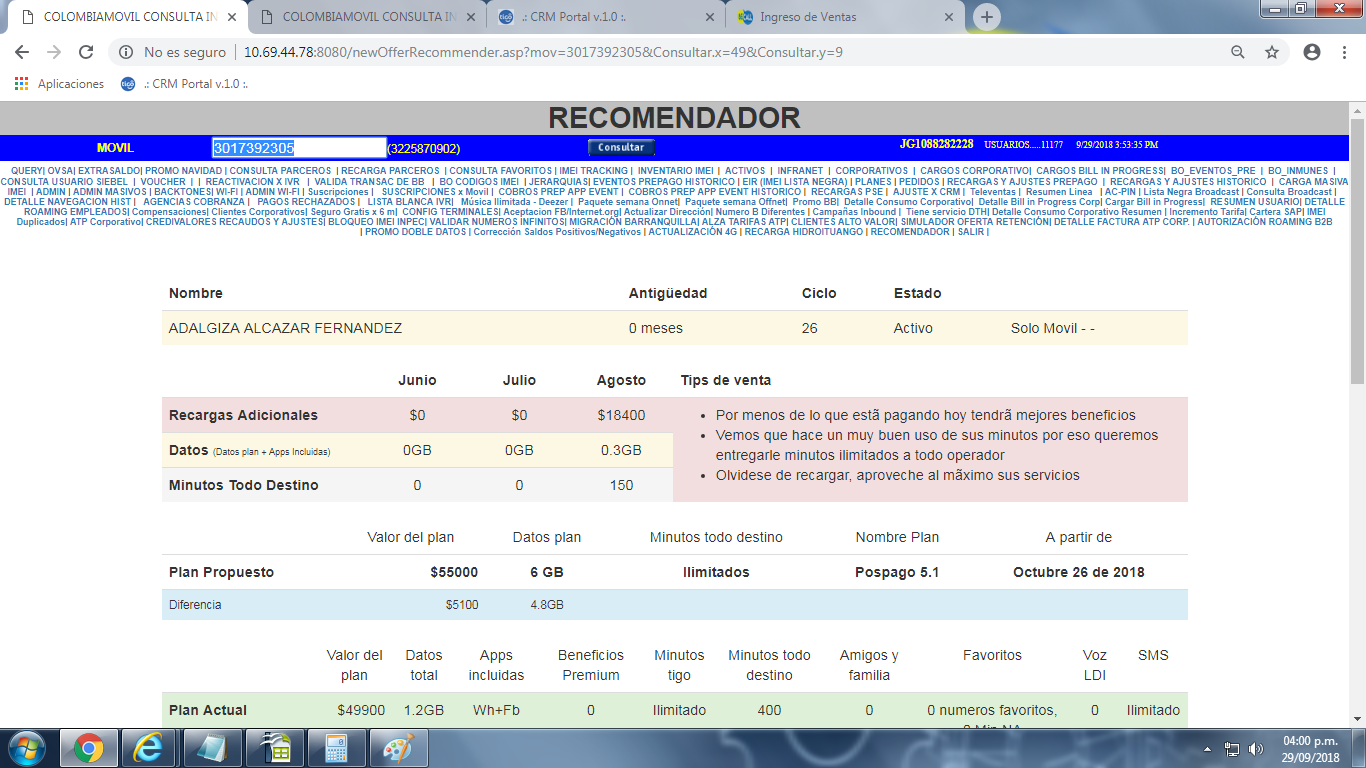 COLOMBIAMOVIL CONSULTA IN
COLOMBIAMOVIL CONSULTA IN
.: CRM Portal v.1.0 :.
Ingreso de Ventas
No es seguro
10.69.44.78:8080/newOfferRecommender.asp?mov=3017392305&Consultar.x=49&Consultar.y=9
Aplicaciones
.: CRM Portal v.1.0 :.
RECOMENDADOR
MOVIL 3017392305 (3225870902) Consultar JG1088282228 USUARIOS.....11177 9/29/2018 3:53:35 PM
QUERY| OVSA| EXTRASALDO| PROMO NAVIDAD | CONSULTA PARCEROS | RECARGA PARCEROS | CONSULTA FAVORITOS | IMEI TRACKING | INVENTARIO IMEI | ACTIVOS | INFRANET | CORPORATIVOS | CARGOS CORPORATIVO| CARGOS BILL IN PROGRESS| BO_EVENTOS_PRE | BO_INMUNES |
CONSULTA USUARIO SIEBEL | VOUCHER | | REACTIVACION X IVR | VALIDA TRANSAC DE BB | BO CODIGOS IMEI | JERARQUIAS| EVENTOS PREPAGO HISTORICO | EIR (IMEI LISTA NEGRA) | PLANES | PEDIDOS | RECARGAS Y AJUSTES PREPAGO | RECARGAS Y AJUSTES HISTORICO | CARGA MASIVA
IMEI | ADMIN | ADMIN MASIVOS | BACKTONES| WI-FI | ADMIN WI-FI | Suscripciones | SUSCRIPCIONES x Movil | COBROS PREP APP EVENT | COBROS PREP APP EVENT HISTORICO | RECARGAS PSE | AJUSTE X CRM | Televentas | Resumen Linea | AC-PIN | Lista Negra Broadcast | Consulta Broadcast |
DETALLE NAVEGACION HIST | AGENCIAS COBRANZA | PAGOS RECHAZADOS | LISTA BLANCA IVR| Música Ilimitada - Deezer | Paquete semana Onnet| Paquete semana Offnet| Promo BB| Detalle Consumo Corporativo| Detalle Bill in Progress Corp| Cargar Bill in Progress| RESUMEN USUARIO| DETALLE
ROAMING EMPLEADOS| Compensaciones| Clientes Corporativos| Seguro Gratis x 6 m| CONFIG TERMINALES| Aceptacion FB/Internet.org| Actualizar Dirección| Numero B Diferentes | Campañas Inbound | Tiene servicio DTH| Detalle Consumo Corporativo Resumen | Incremento Tarifa| Cartera SAP| IMEI
Duplicados| ATP Corporativo| CREDIVALORES RECAUDOS Y AJUSTES| BLOQUEO IMEI INPEC| VALIDAR NUMEROS INFINITOS| MIGRACIÓN BARRANQUILLA| ALZA TARIFAS ATP| CLIENTES ALTO VALOR| SIMULADOR OFERTA RETENCIÓN| DETALLE FACTURA ATP CORP. | AUTORIZACIÓN ROAMING B2B
| PROMO DOBLE DATOS | Corrección Saldos Positivos/Negativos | ACTUALIZACIÓN 4G | RECARGA HIDROITUANGO | RECOMENDADOR | SALIR |
Nombre Antigüedad Ciclo Estado
ADALGIZA ALCAZAR FERNANDEZ 0 meses 26 Activo Solo Movil - -
Junio Julio Agosto Tips de venta
Recargas Adicionales $0 $0 $18400
Datos (Datos plan + Apps Incluidas) 0GB 0GB 0.3GB
Minutos Todo Destino 0 0 150
• Por menos de lo que estã pagando hoy tendrã mejores beneficios
• Vemos que hace un muy buen uso de sus minutos por eso queremos
entregarle minutos ilimitados a todo operador
• Olvidese de recargar, aproveche al mãximo sus servicios
Valor del plan Datos plan Minutos todo destino Nombre Plan A partir de
Plan Propuesto $55000 6 GB Ilimitados Pospago 5.1 Octubre 26 de 2018
Diferencia $5100 4.8GB
Valor del plan Datos total Apps incluidas Beneficios Premium Minutos tigo Minutos todo destino Amigos y familia Favoritos Voz LDI SMS
Plan Actual $49900 1.2GB Wh+Fb 0 Ilimitado 400 0 0 numeros favoritos, 0 Ilimitado
04:00 p.m.
29/09/2018